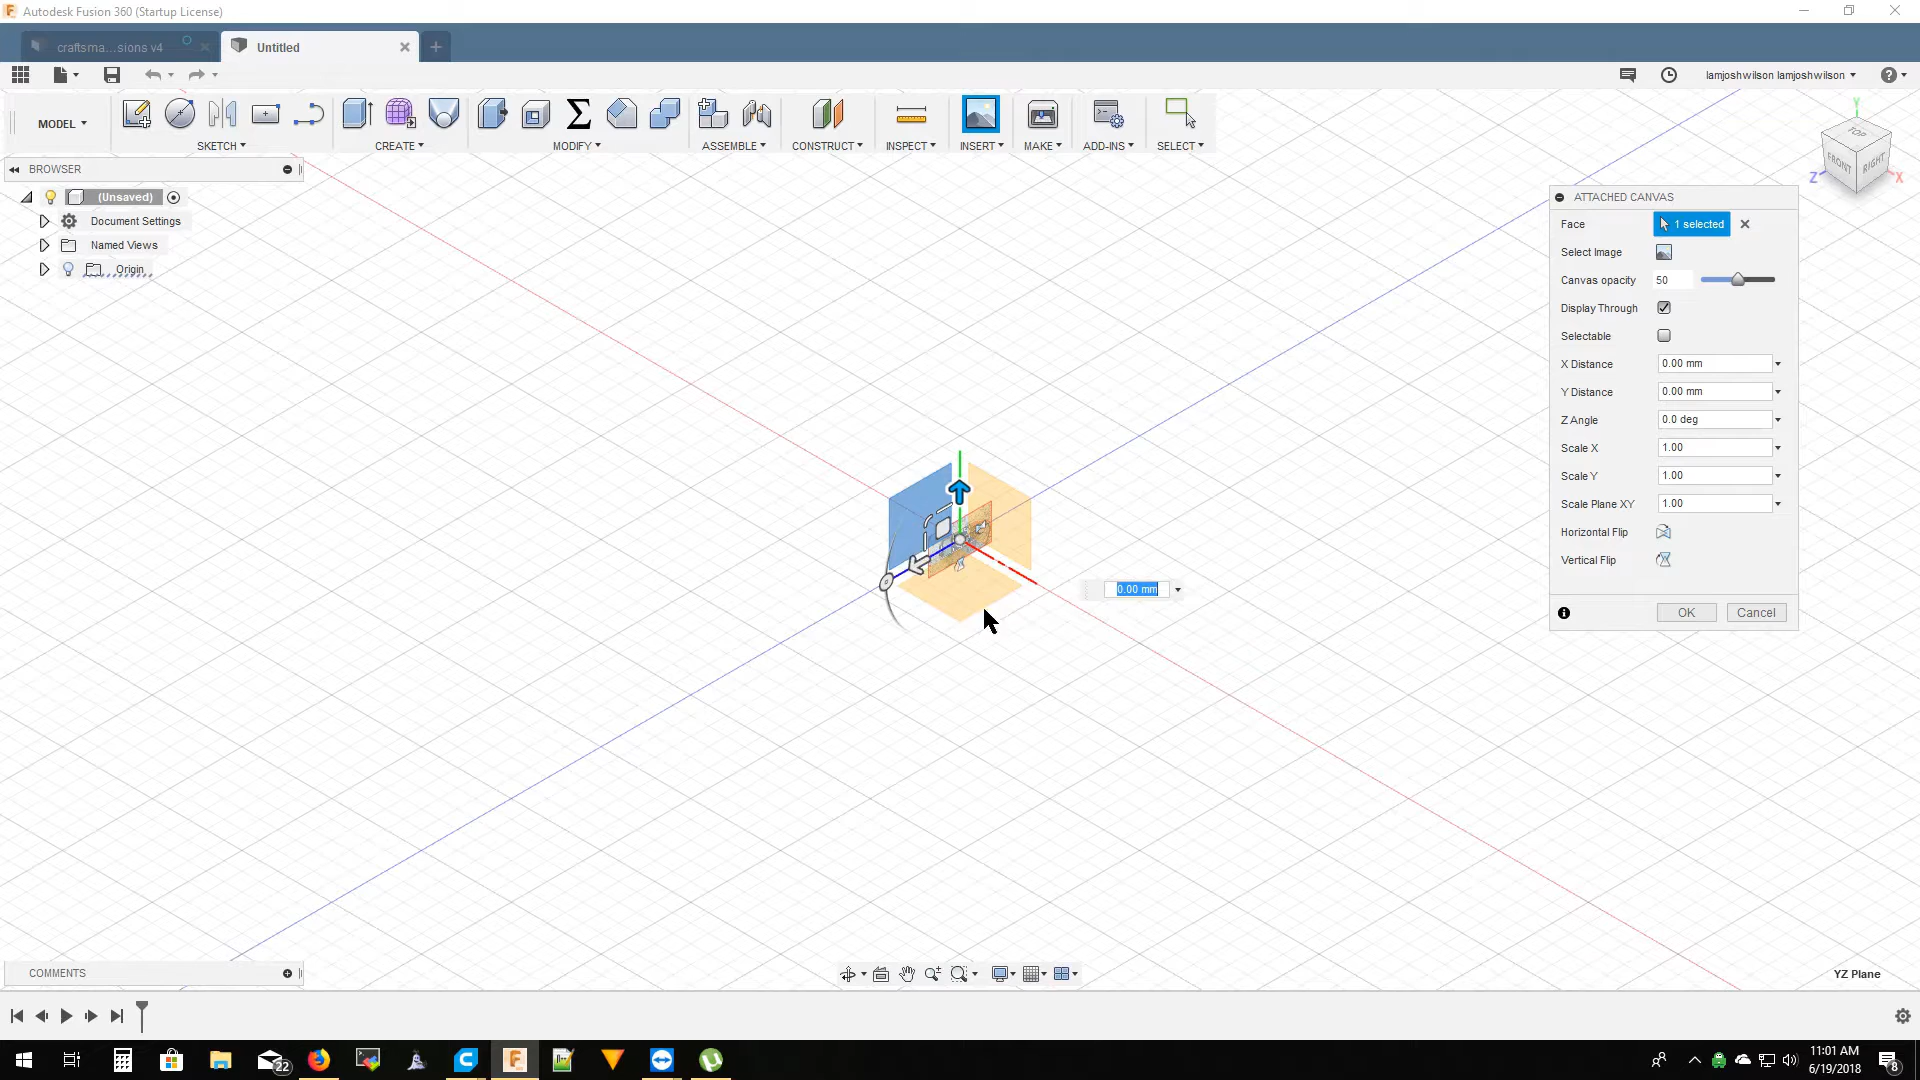 Autodesk Fusion 360 (Startup License)
craftsma...sions v4
Untitled
lamjoshwilson lamjoshwilson
MODEL
SKETCH
CREATE
MODIFY
ASSEMBLE
CONSTRUCT
INSPECT
INSERT
MAKE
ADD-INS
SELECT
BROWSER
(Unsaved)
Document Settings
Named Views
Origin
Y
TOP
FRONT
RIGHT
Z
X
ATTACHED CANVAS
Face
1 selected
Select Image
Canvas opacity
50
Display Through
Selectable
X Distance
0.00 mm
Y Distance
0.00 mm
Z Angle
0.0 deg
Scale X
1.00
Scale Y
1.00
Scale Plane XY
1.00
Horizontal Flip
Vertical Flip
OK
Cancel
0.00 mm
COMMENTS
YZ Plane
22
11:01 AM
6/19/2018
8